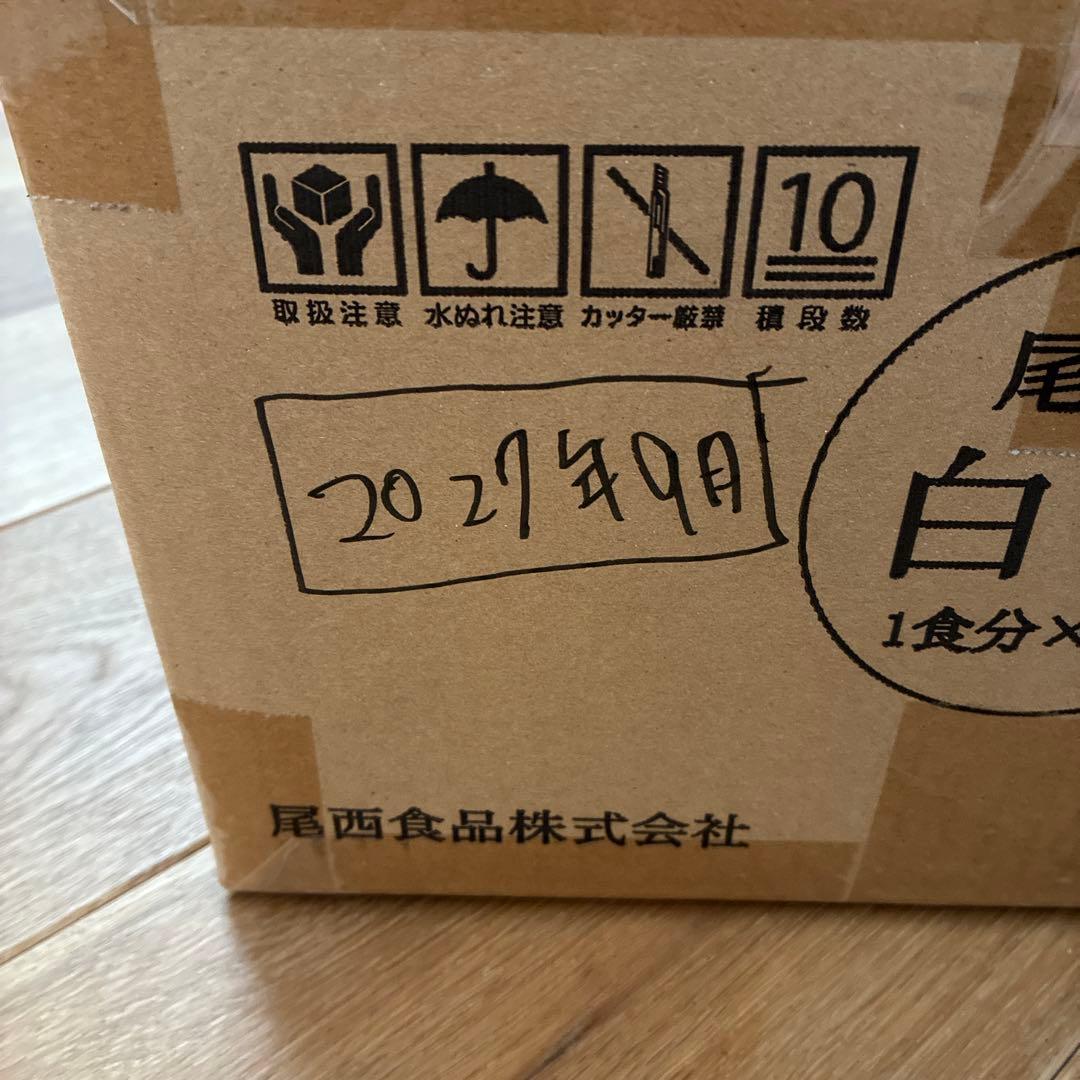 10
取扱注意 水ぬれ注意 カッター厳禁 積段数
2027年9月
尾
白
1食分×
尾西食品株式会社